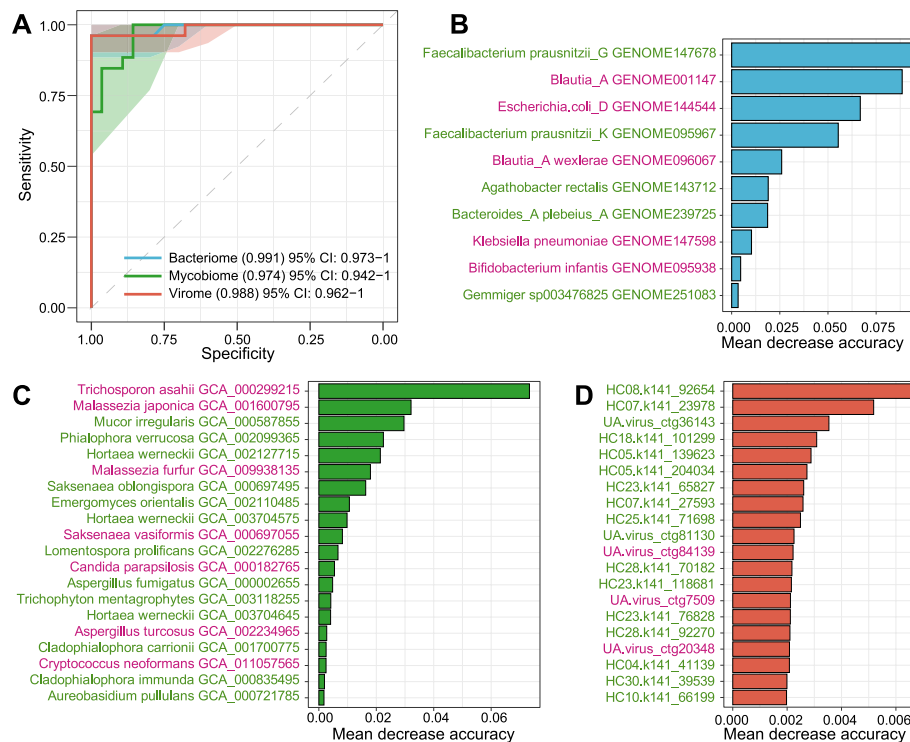 A
1.00
0.75
0.50
0.25
0.00
Sensitivity
Bacteriome (0.991) 95% CI: 0.973−1
Mycobiome (0.974) 95% CI: 0.942−1
Virome (0.988) 95% CI: 0.962−1
1.00 0.75 0.50 0.25 0.00
Specificity
B
Faecalibacterium prausnitzii_G GENOME147678
Blautia_A GENOME001147
Escherichia.coli_D GENOME144544
Faecalibacterium prausnitzii_K GENOME095967
Blautia_A wexlerae GENOME096067
Agathobacter rectalis GENOME143712
Bacteroides_A plebeius_A GENOME239725
Klebsiella pneumoniae GENOME147598
Bifidobacterium infantis GENOME095938
Gemmiger sp003476825 GENOME251083
0.000 0.025 0.050 0.075
Mean decrease accuracy
C
Trichosporon asahii GCA_000299215
Malassezia japonica GCA_001600795
Mucor irregularis GCA_000587855
Phialophora verrucosa GCA_002099365
Hortaea werneckii GCA_002127715
Malassezia furfur GCA_009938135
Saksenaea oblongispora GCA_000697495
Emergomyces orientalis GCA_002110485
Hortaea werneckii GCA_003704575
Saksenaea vasiformis GCA_000697055
Lomentospora prolificans GCA_002276285
Candida parapsilosis GCA_000182765
Aspergillus fumigatus GCA_000002655
Trichophyton mentagrophytes GCA_003118255
Hortaea werneckii GCA_003704645
Aspergillus turcosus GCA_002234965
Cladophialophora carrionii GCA_001700775
Cryptococcus neoformans GCA_011057565
Cladophialophora immunda GCA_000835495
Aureobasidium pullulans GCA_000721785
0.00 0.02 0.04 0.06
Mean decrease accuracy
D
HC08.k141_92654
HC07.k141_23978
UA.virus_ctg36143
HC18.k141_101299
HC05.k141_139623
HC05.k141_204034
HC23.k141_65827
HC07.k141_27593
HC25.k141_71698
UA.virus_ctg81130
UA.virus_ctg84139
HC28.k141_70182
HC23.k141_118681
UA.virus_ctg7509
HC23.k141_76828
HC28.k141_92270
UA.virus_ctg20348
HC04.k141_41139
HC30.k141_39539
HC10.k141_66199
0.000 0.002 0.004 0.006
Mean decrease accuracy